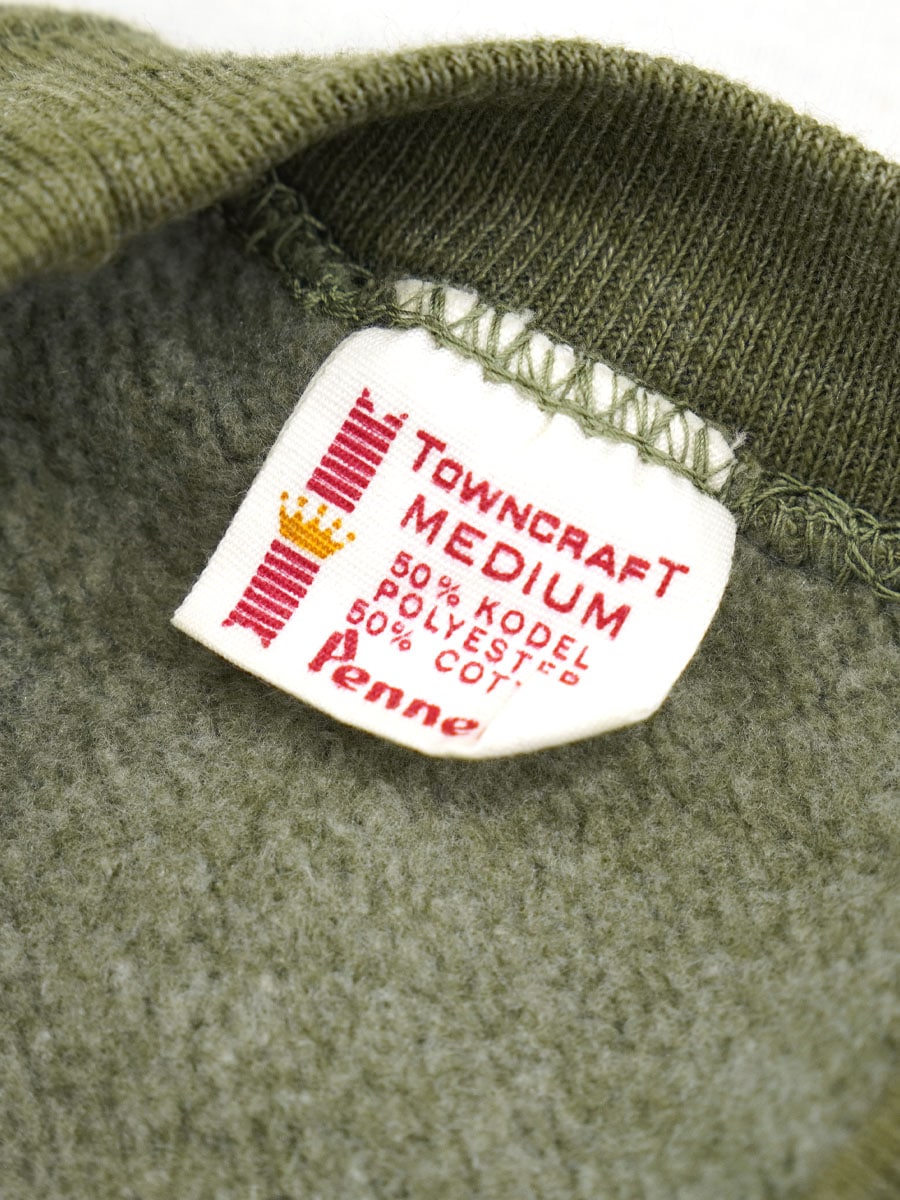 TOWNCRAFT
MEDIUM
50% KODEL
POLYESTER
50% COT
Penne